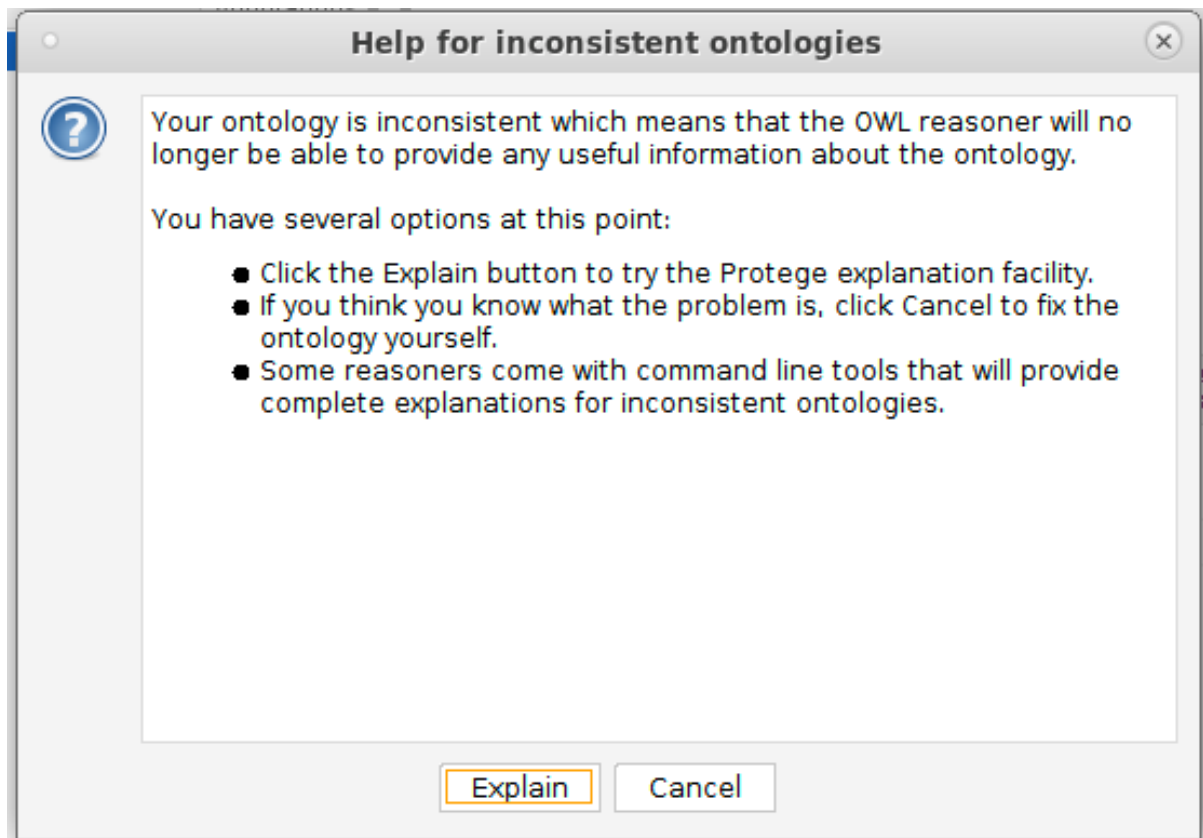 Help for inconsistent ontologies
Your ontology is inconsistent which means that the OWL reasoner will no
longer be able to provide any useful information about the ontology.
You have several options at this point:
Click the Explain button to try the Protege explanation facility.
If you think you know what the problem is, click Cancel to fix the
ontology yourself.
Some reasoners come with command line tools that will provide
complete explanations for inconsistent ontologies.
Explain
Cancel